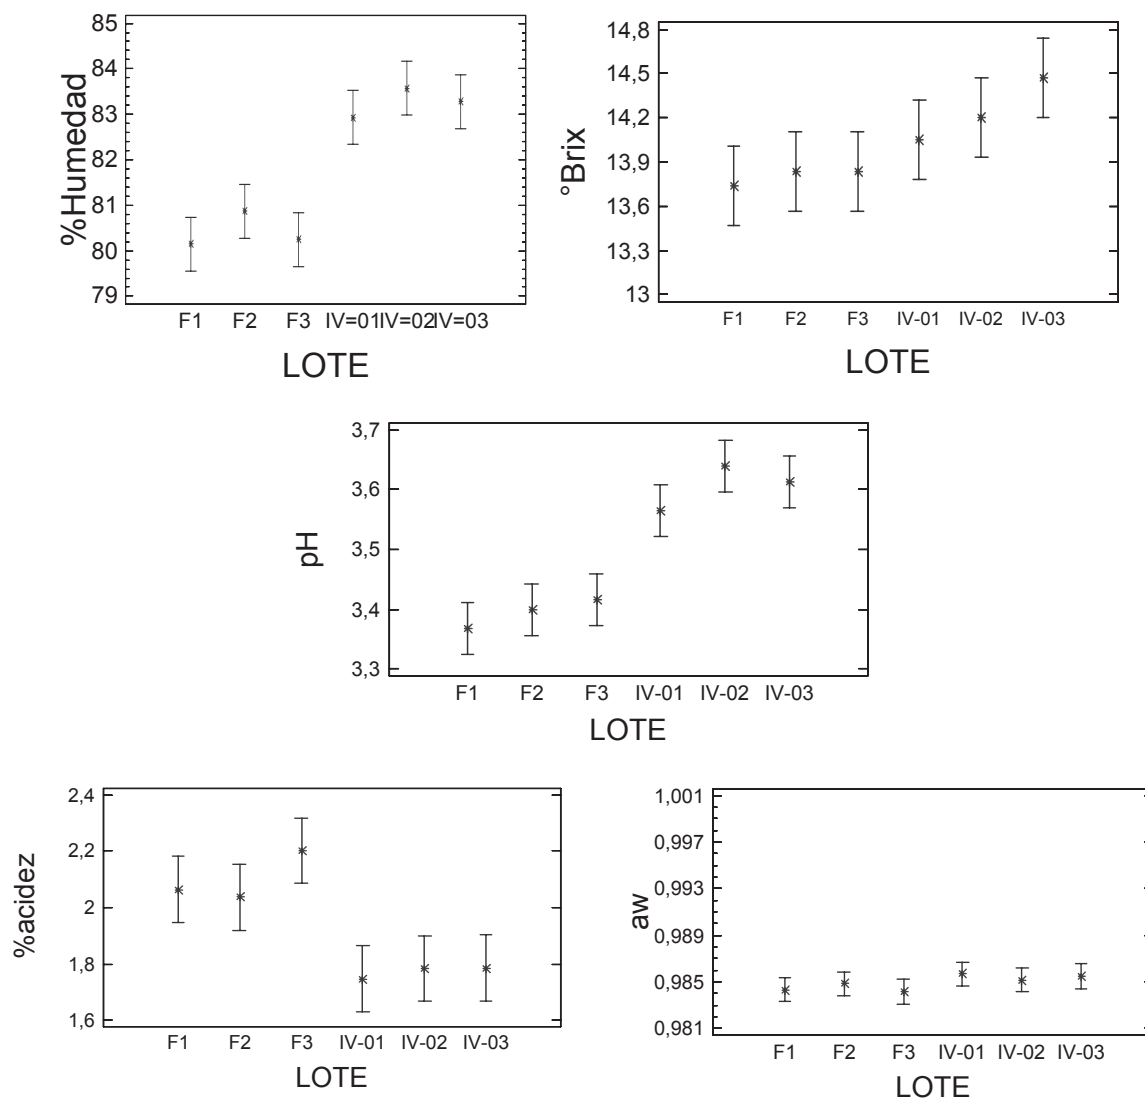 %Humedad
85
84
83
82
81
80
79
F1 F2 F3 IV=01 IV=02 IV=03
LOTE
°Brix
14,8
14,5
14,2
13,9
13,6
13,3
13
F1 F2 F3 IV-01 IV-02 IV-03
LOTE
pH
3,7
3,6
3,5
3,4
3,3
F1 F2 F3 IV-01 IV-02 IV-03
LOTE
%acidez
2,4
2,2
2
1,8
1,6
F1 F2 F3 IV-01 IV-02 IV-03
LOTE
aw
1,001
0,997
0,993
0,989
0,985
0,981
F1 F2 F3 IV-01 IV-02 IV-03
LOTE